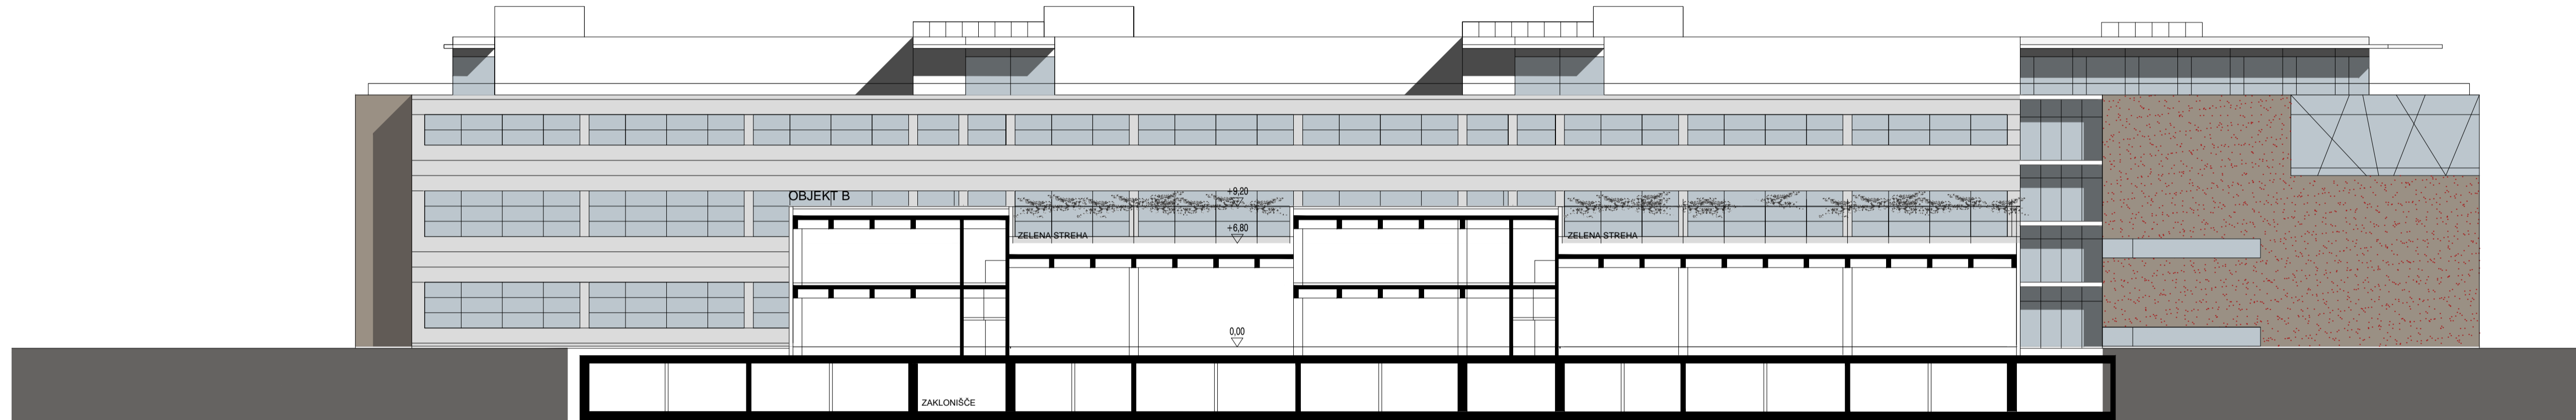 OBJEKT B
+9,20
+6,80
ZELENA STREHA
ZELENA STREHA
0,00
ZAKLONIŠČE